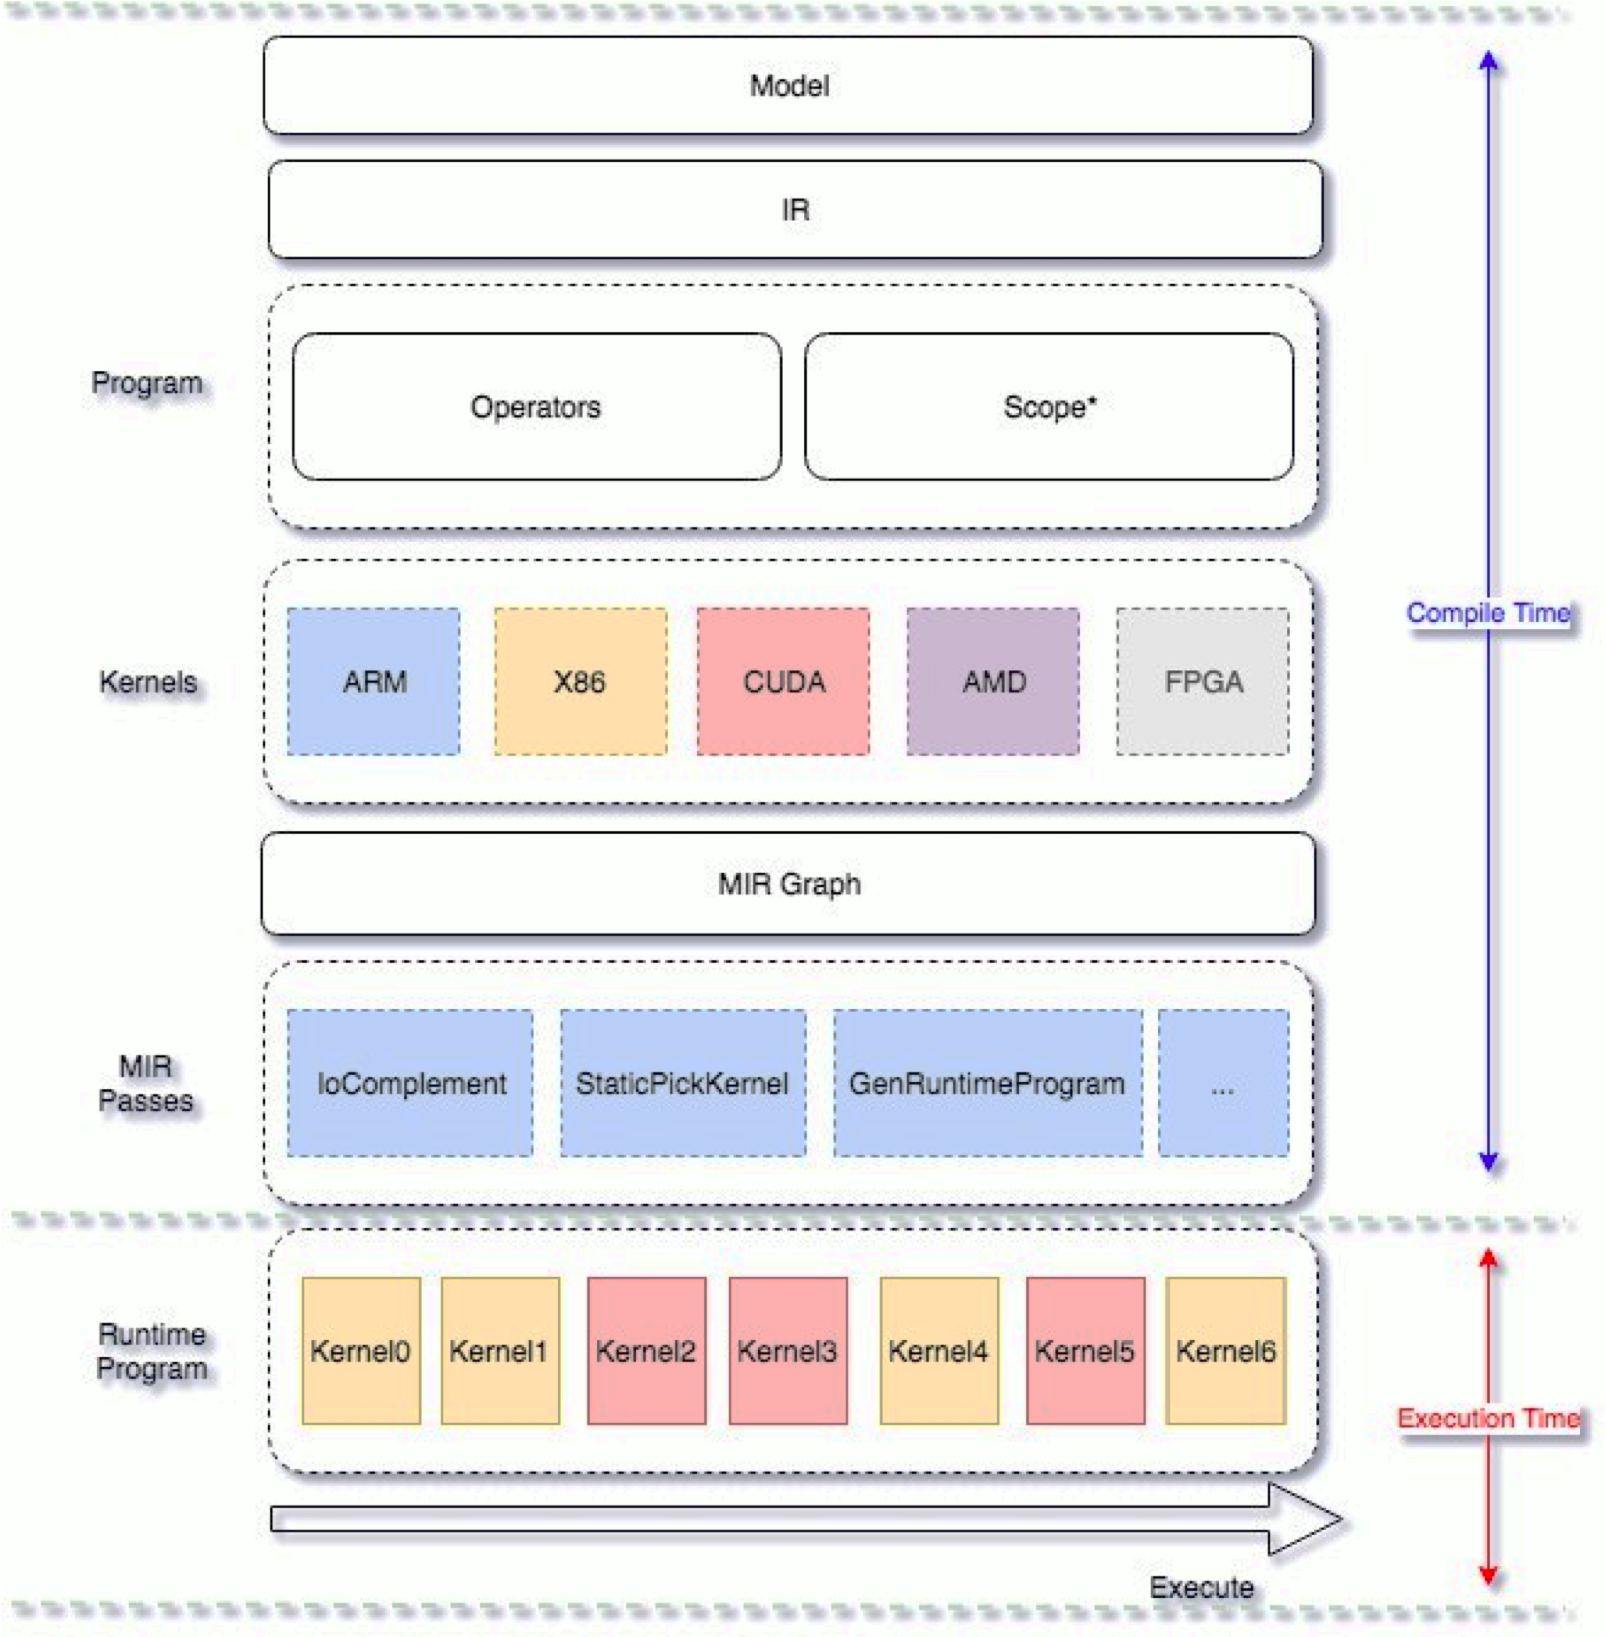 Model
IR
Program
Operators
Scope*
Kernels
ARM
X86
CUDA
AMD
FPGA
Compile Time
MIR Graph
MIR
Passes
IoComplement
StaticPickKernel
GenRuntimeProgram
...
Runtime
Program
Kernel0
Kernel1
Kernel2
Kernel3
Kernel4
Kernel5
Kernel6
Execution Time
Execute